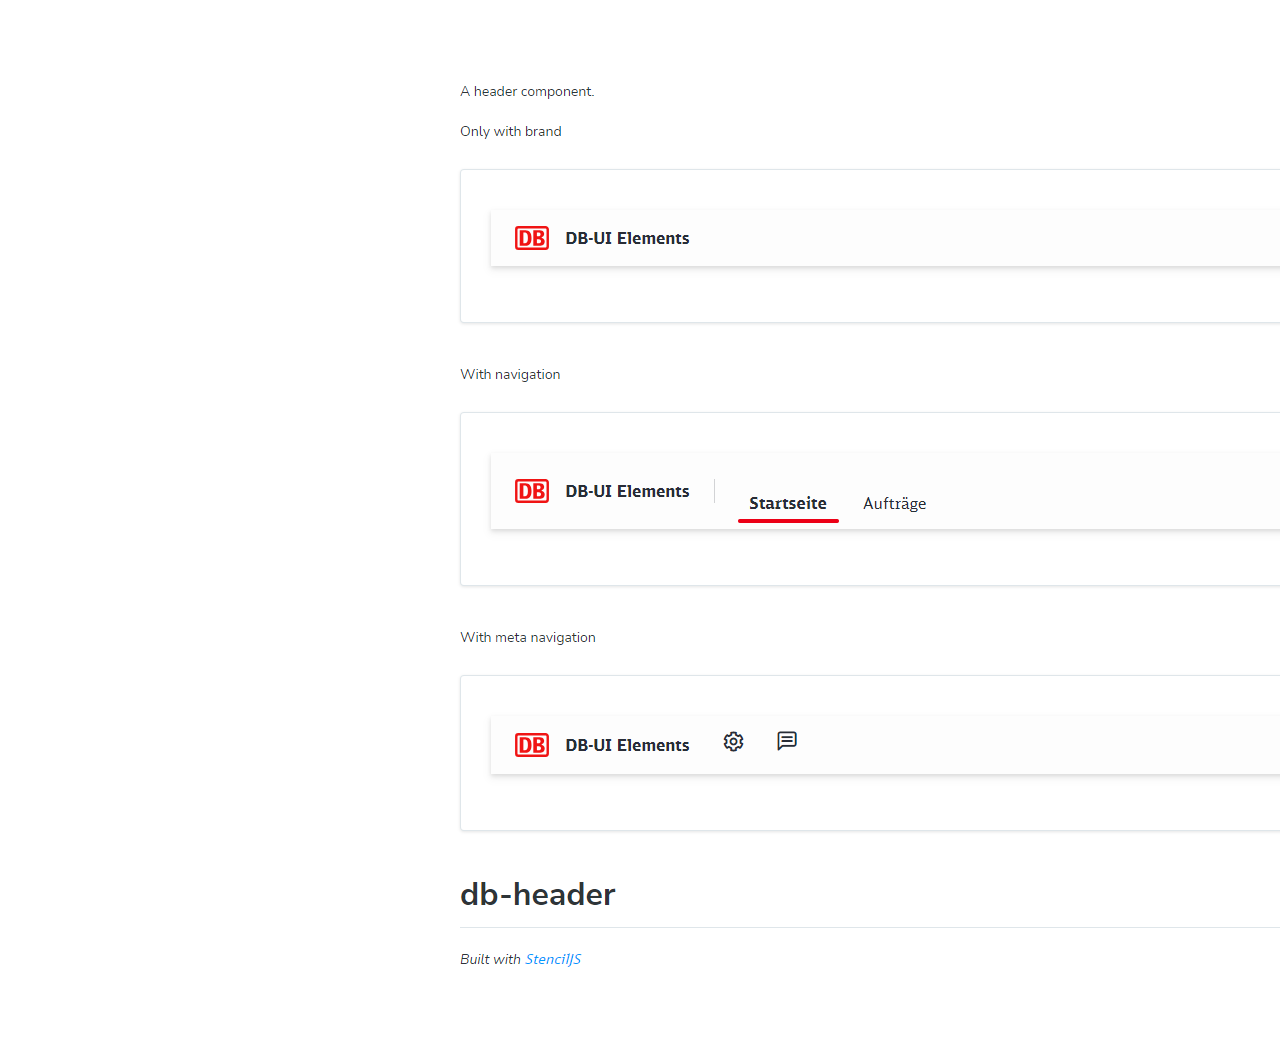 A header component.
Only with brand
DB DB-UI Elements
With navigation
DB DB-UI Elements Startseite Aufträge
With meta navigation
DB DB-UI Elements
db-header
Built with StencilJS